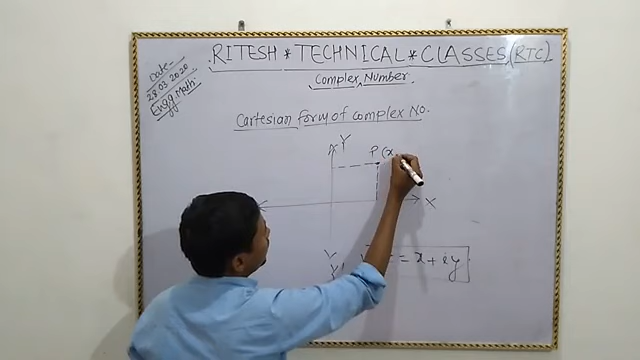 RITESH * TECHNICAL * CLASSES, (RTC)
Complex Number
Date-
28.03.2020
Engg. Math.
Cartesian form of complex No.
Y
P (x,
X
Y'
= x + iy